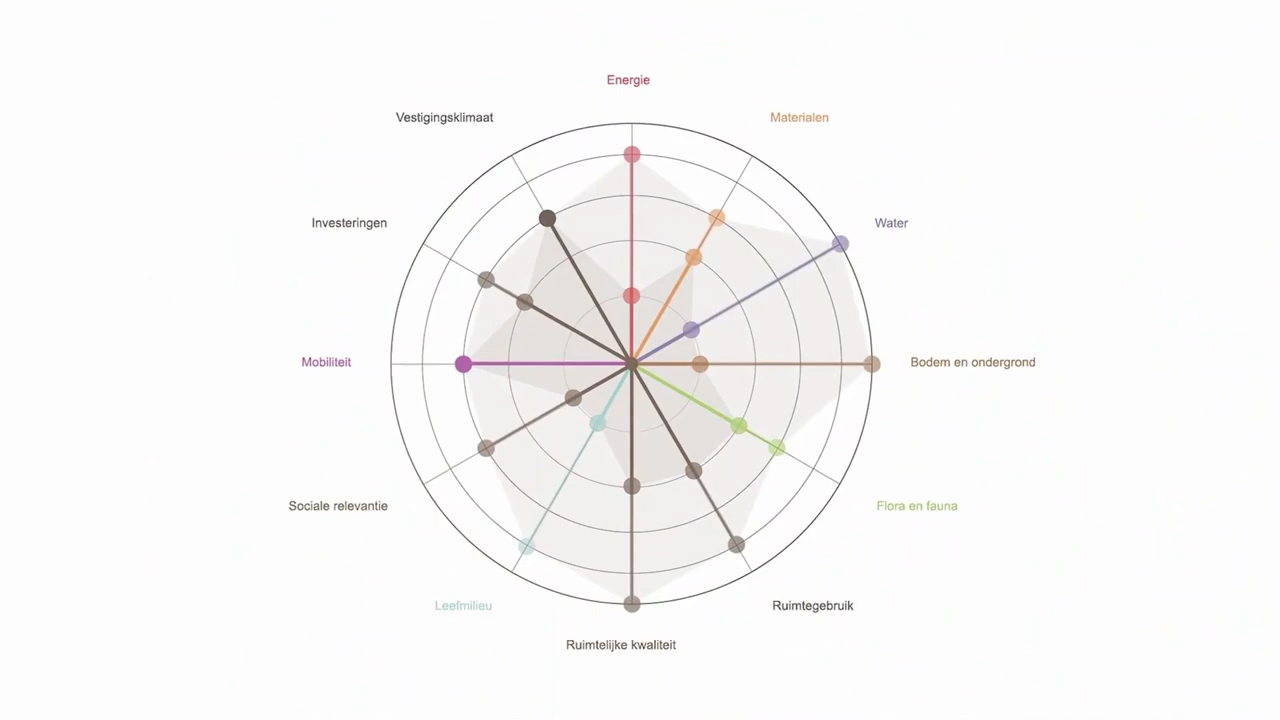 Energie
Vestigingsklimaat
Materialen
Investeringen
Water
Mobiliteit
Bodem en ondergrond
Sociale relevantie
Flora en fauna
Leefmilieu
Ruimtegebruik
Ruimtelijke kwaliteit